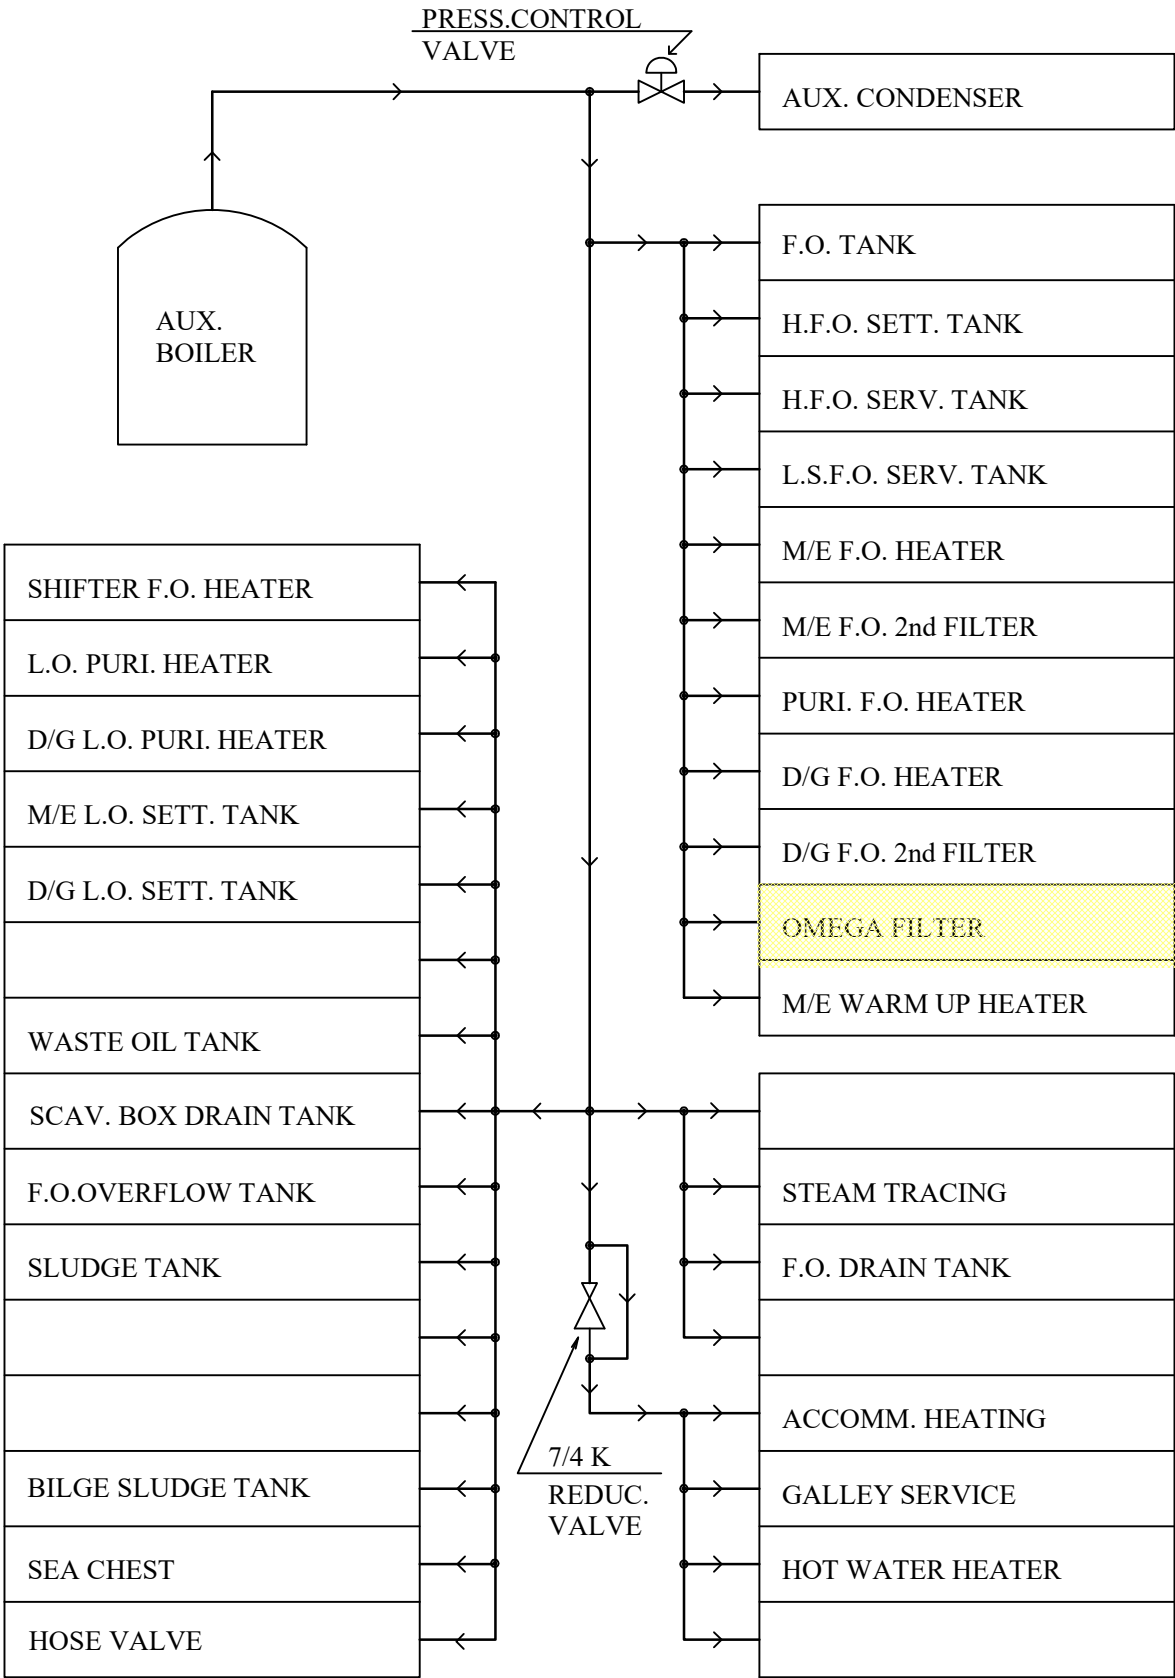 PRESS.CONTROL
VALVE
AUX. CONDENSER
AUX.
BOILER
F.O. TANK
H.F.O. SETT. TANK
H.F.O. SERV. TANK
L.S.F.O. SERV. TANK
M/E F.O. HEATER
M/E F.O. 2nd FILTER
PURI. F.O. HEATER
D/G F.O. HEATER
D/G F.O. 2nd FILTER
OMEGA FILTER
M/E WARM UP HEATER
SHIFTER F.O. HEATER
L.O. PURI. HEATER
D/G L.O. PURI. HEATER
M/E L.O. SETT. TANK
D/G L.O. SETT. TANK
WASTE OIL TANK
SCAV. BOX DRAIN TANK
F.O.OVERFLOW TANK
SLUDGE TANK
BILGE SLUDGE TANK
SEA CHEST
HOSE VALVE
7/4 K
REDUC.
VALVE
STEAM TRACING
F.O. DRAIN TANK
ACCOMM. HEATING
GALLEY SERVICE
HOT WATER HEATER